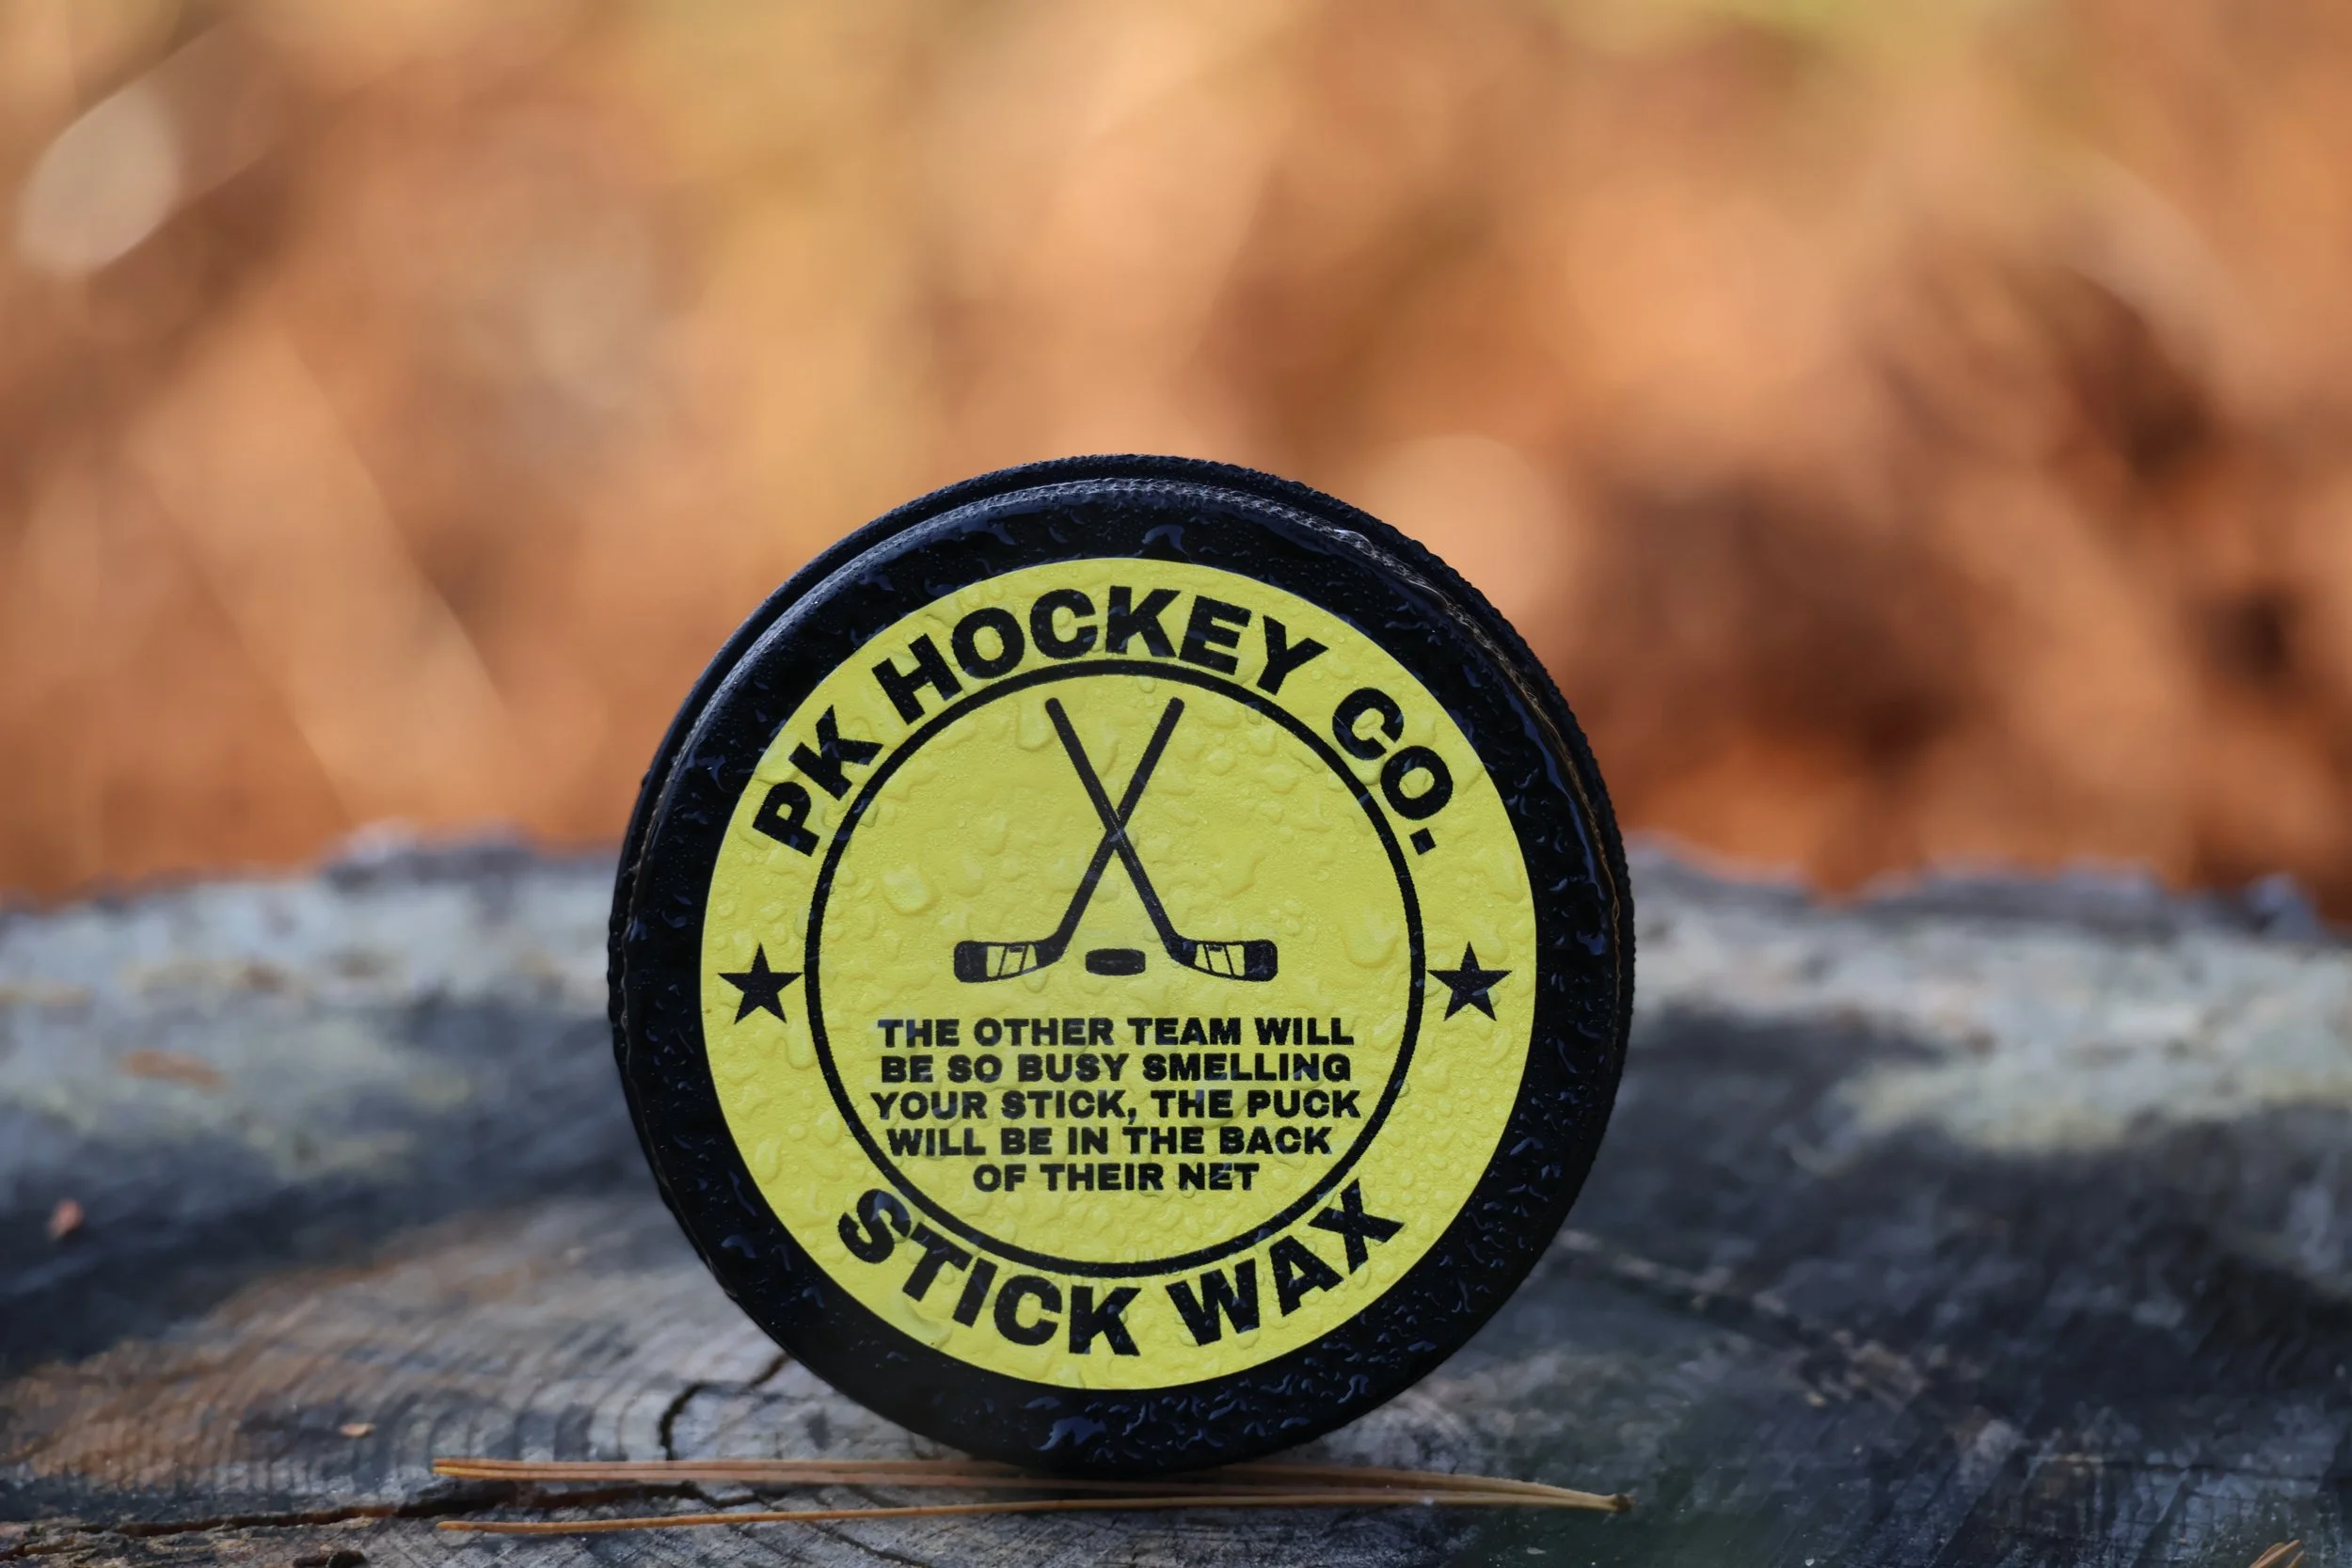 PK HOCKEY CO.
THE OTHER TEAM WILL
BE SO BUSY SMELLING
YOUR STICK, THE PUCK
WILL BE IN THE BACK
OF THEIR NET
STICK WAX